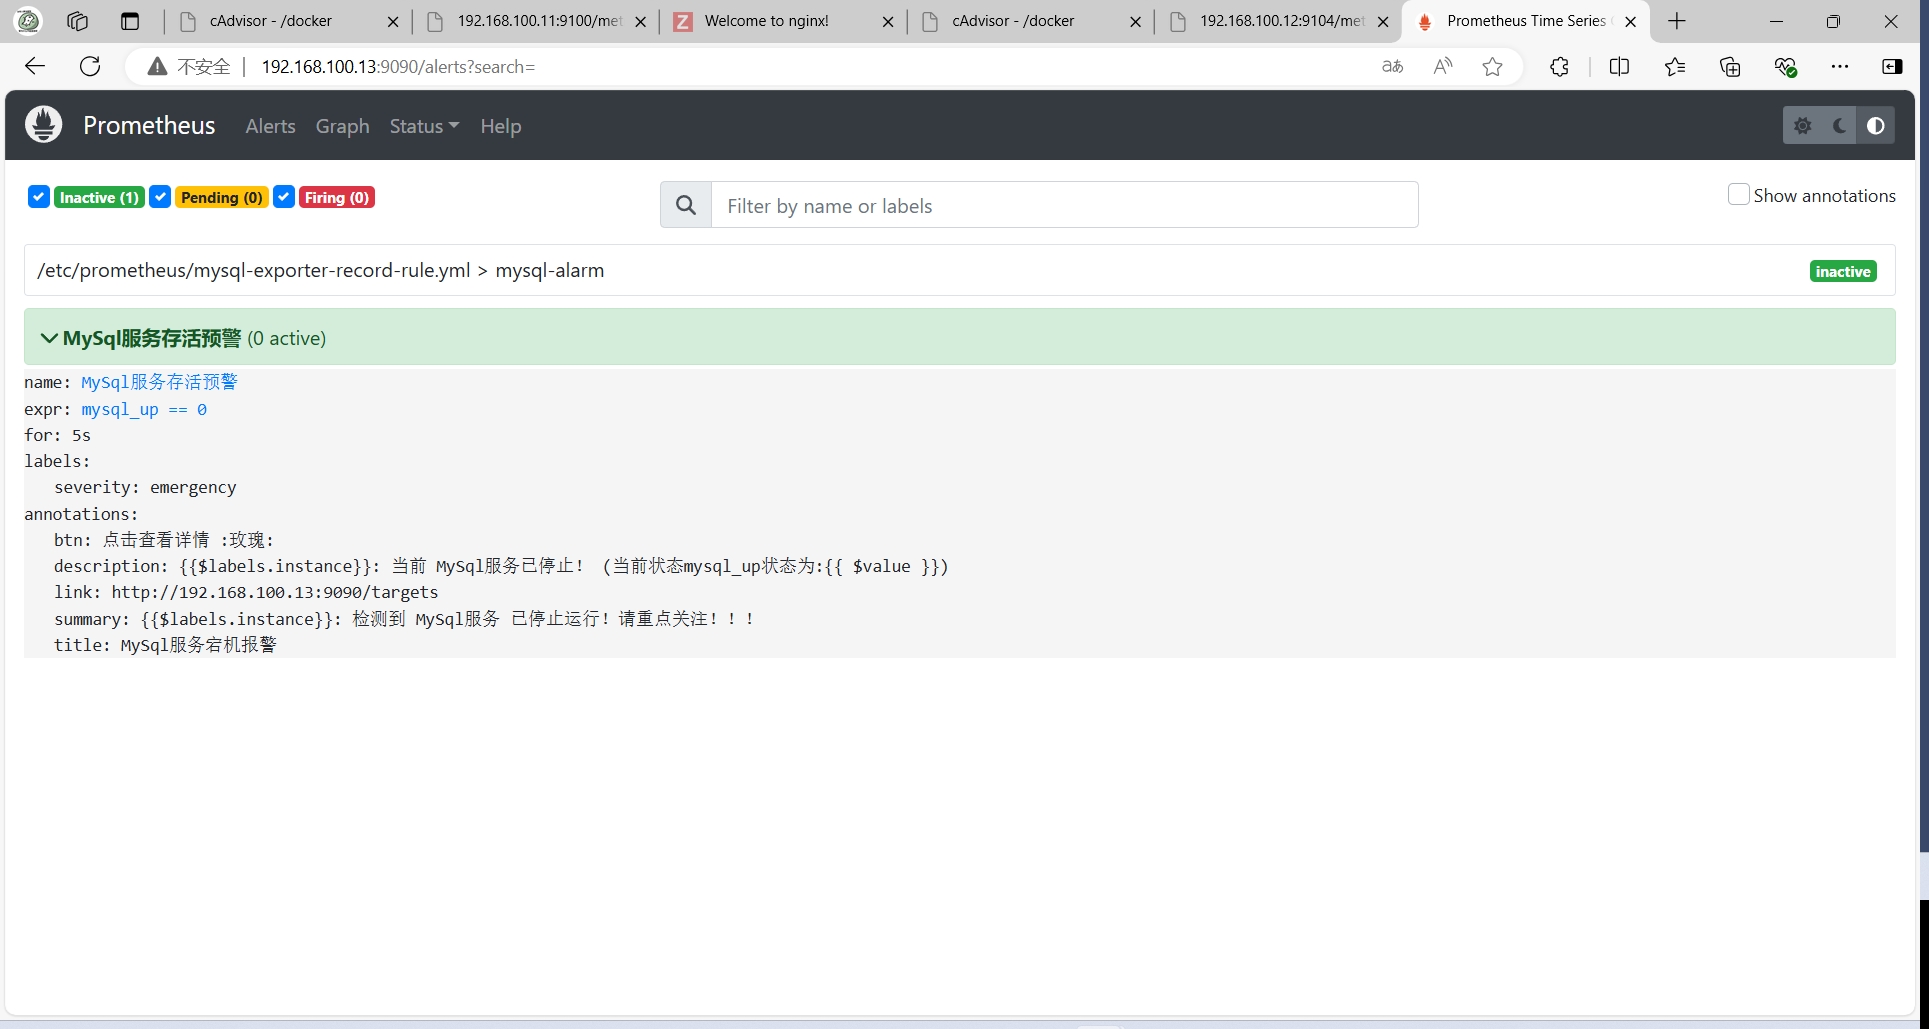 cAdvisor - /docker
192.168.100.11:9100/met
Welcome to nginx!
cAdvisor - /docker
192.168.100.12:9104/met
Prometheus Time Series
不安全
192.168.100.13:9090/alerts?search=
Prometheus Alerts Graph Status Help
Inactive (1) Pending (0) Firing (0)
Filter by name or labels
Show annotations
/etc/prometheus/mysql-exporter-record-rule.yml > mysql-alarm
inactive
MySql服务存活预警 (0 active)
name: MySql服务存活预警
expr: mysql_up == 0
for: 5s
labels:
severity: emergency
annotations:
btn: 点击查看详情 :玫瑰:
description: {{$labels.instance}}: 当前 MySql服务已停止! (当前状态mysql_up状态为:{{ $value }})
link: http://192.168.100.13:9090/targets
summary: {{$labels.instance}}: 检测到 MySql服务 已停止运行!请重点关注!!!
title: MySql服务宕机报警